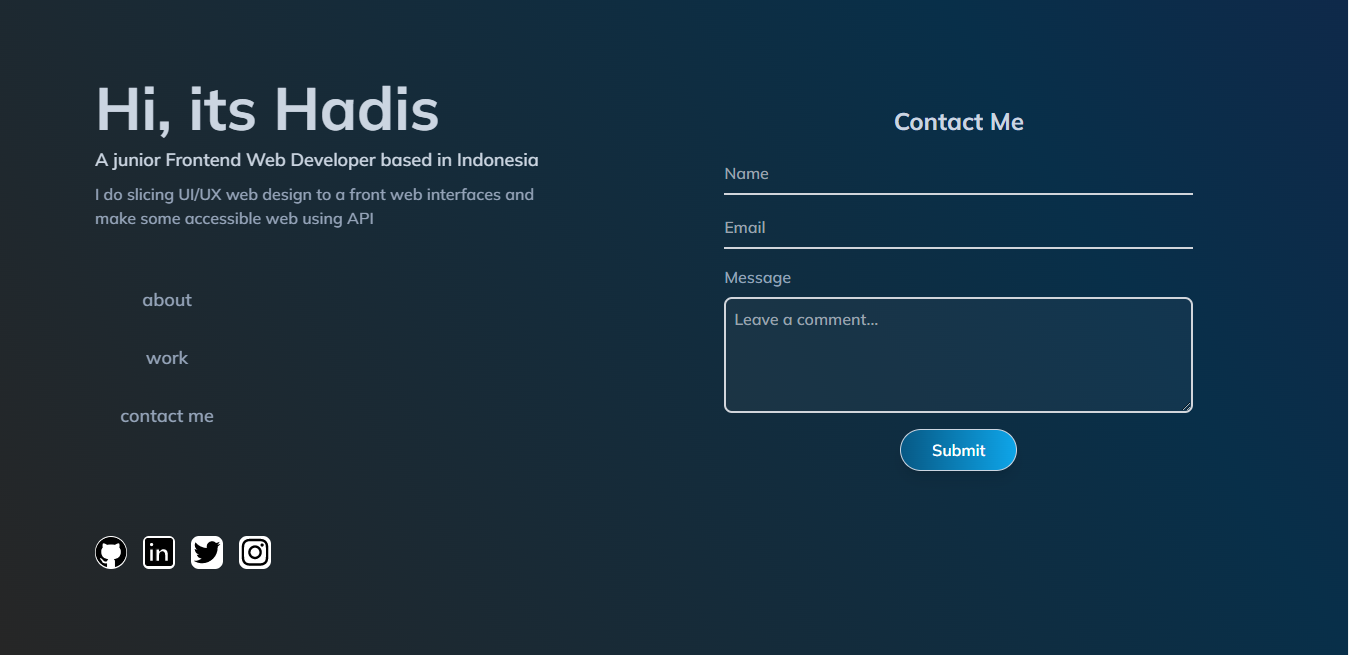 Hi, its Hadis
A junior Frontend Web Developer based in Indonesia
I do slicing UI/UX web design to a front web interfaces and
make some accessible web using API
about
work
contact me
in
Contact Me
Name
Email
Message
Leave a comment...
Submit